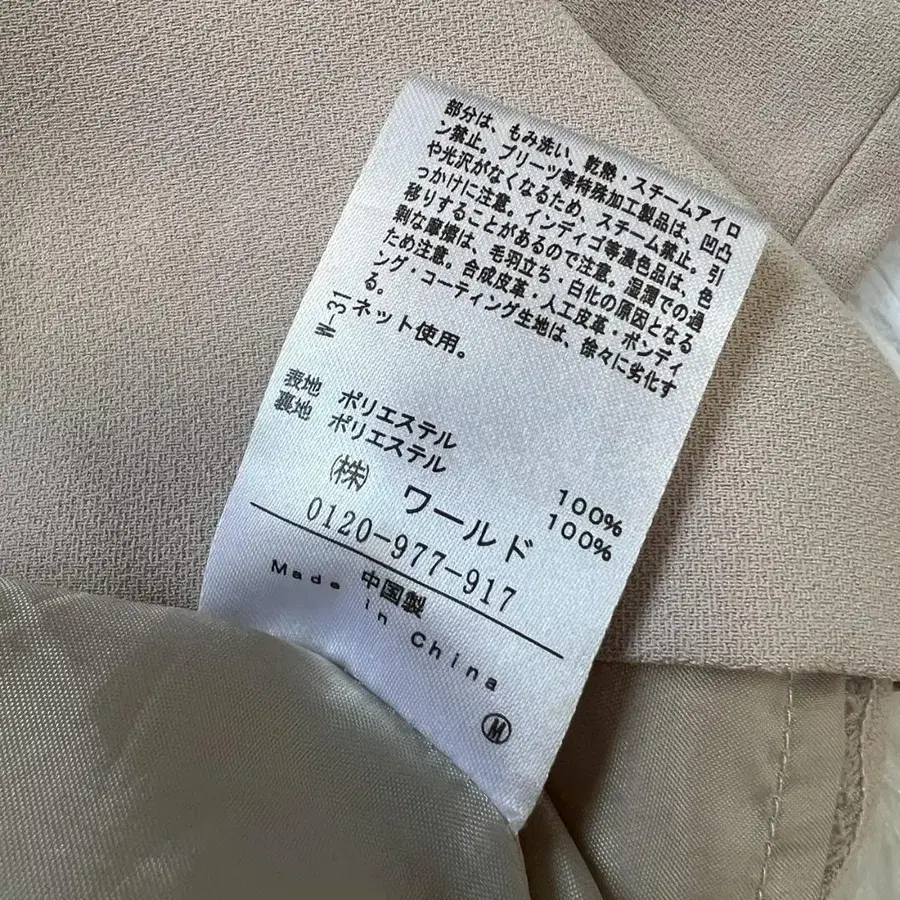 部分は、もみ洗い、乾熱・スチームアイロ
ン禁止。プリーツ等特殊加工製品は、凹凸
や光沢がなくなるため、スチーム禁止。引
っかけに注意。インディゴ等濃色品は、色
移りすることがあるので注意。湿潤での過
剰な摩擦は、毛羽立ち・白化の原因となる
ため注意。合成皮革・人工皮革・ボンディ
ング・コーティング生地は、徐々に劣化す
る。
ネット使用。
W-31
表地 ポリエステル 100%
裏地 ポリエステル 100%
(株) ワールド
0120-977-917
中国製
Made in China
M